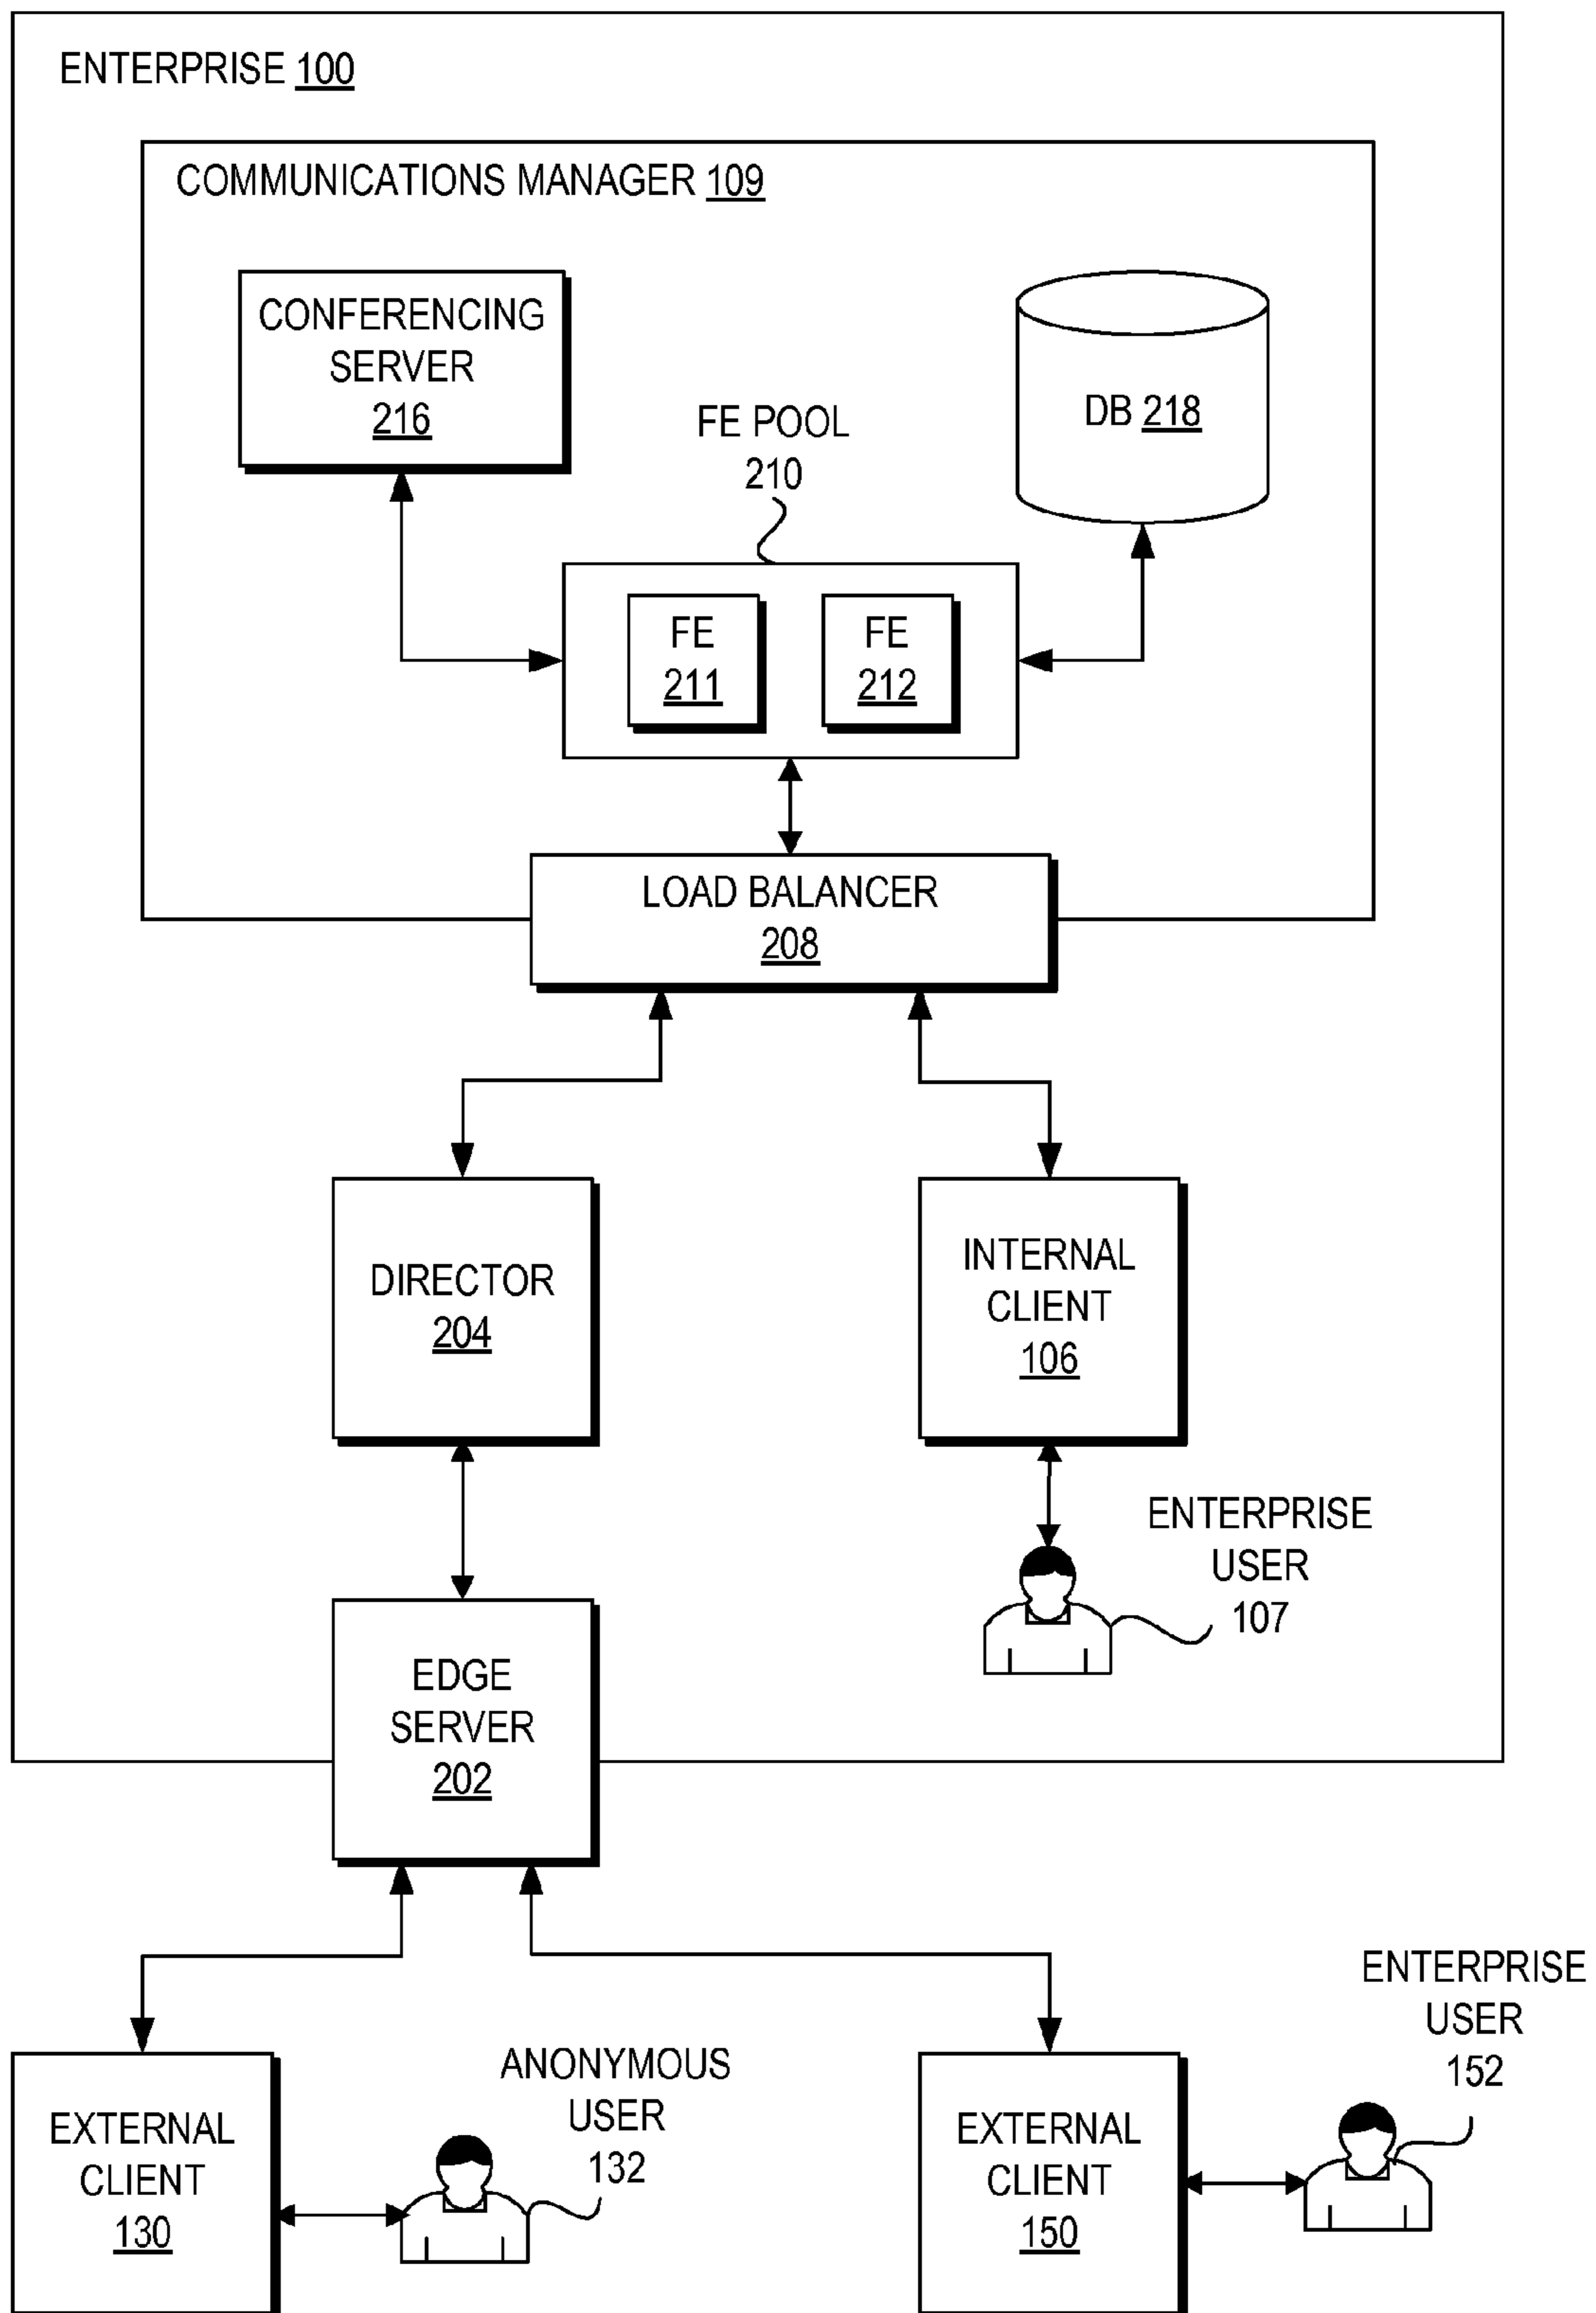 ENTERPRISE 100
COMMUNICATIONS MANAGER 109
CONFERENCING
SERVER
216
FE POOL
210
DB 218
FE
211
FE
212
LOAD BALANCER
208
DIRECTOR
204
INTERNAL
CLIENT
106
ENTERPRISE
USER
107
EDGE
SERVER
202
EXTERNAL
CLIENT
130
ANONYMOUS
USER
132
EXTERNAL
CLIENT
150
ENTERPRISE
USER
152